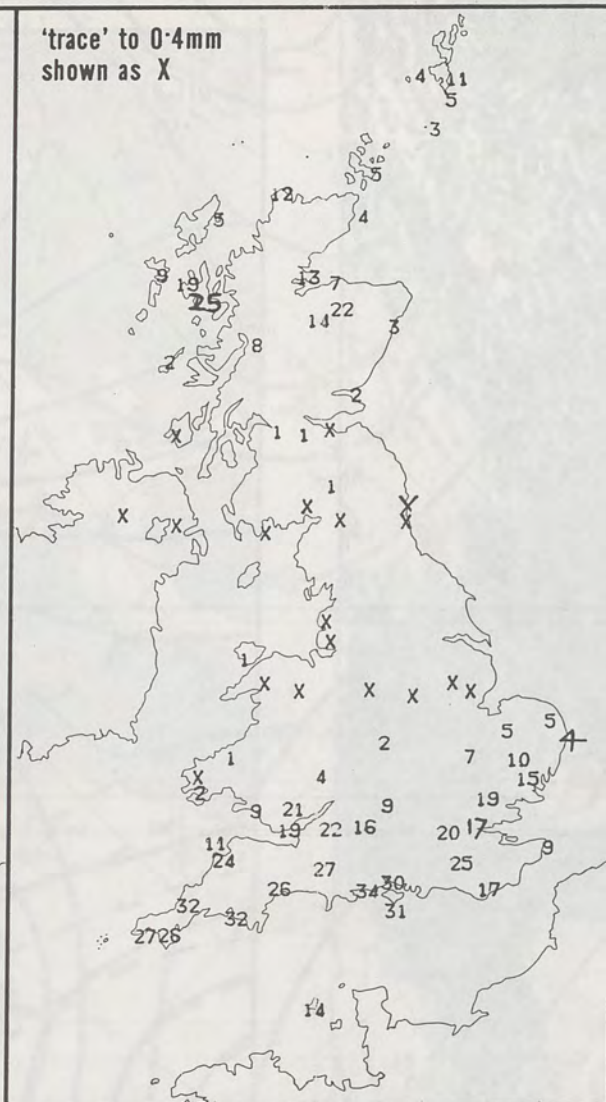 'trace' to 0·4mm
shown as X
4 11
5
3
5
12
5 4
9 19 13 7
25
14 22 3
8
2
2
X 1 1 X
1
X X
X X X X
X
X
X
1
X X X X X X
5 5
4
2 7 10
1
X 4 15
2
9 21 9 19
19 22 16 20 17
11 9
24 27 25
26 34 30 17
32 31
32
27 26
14